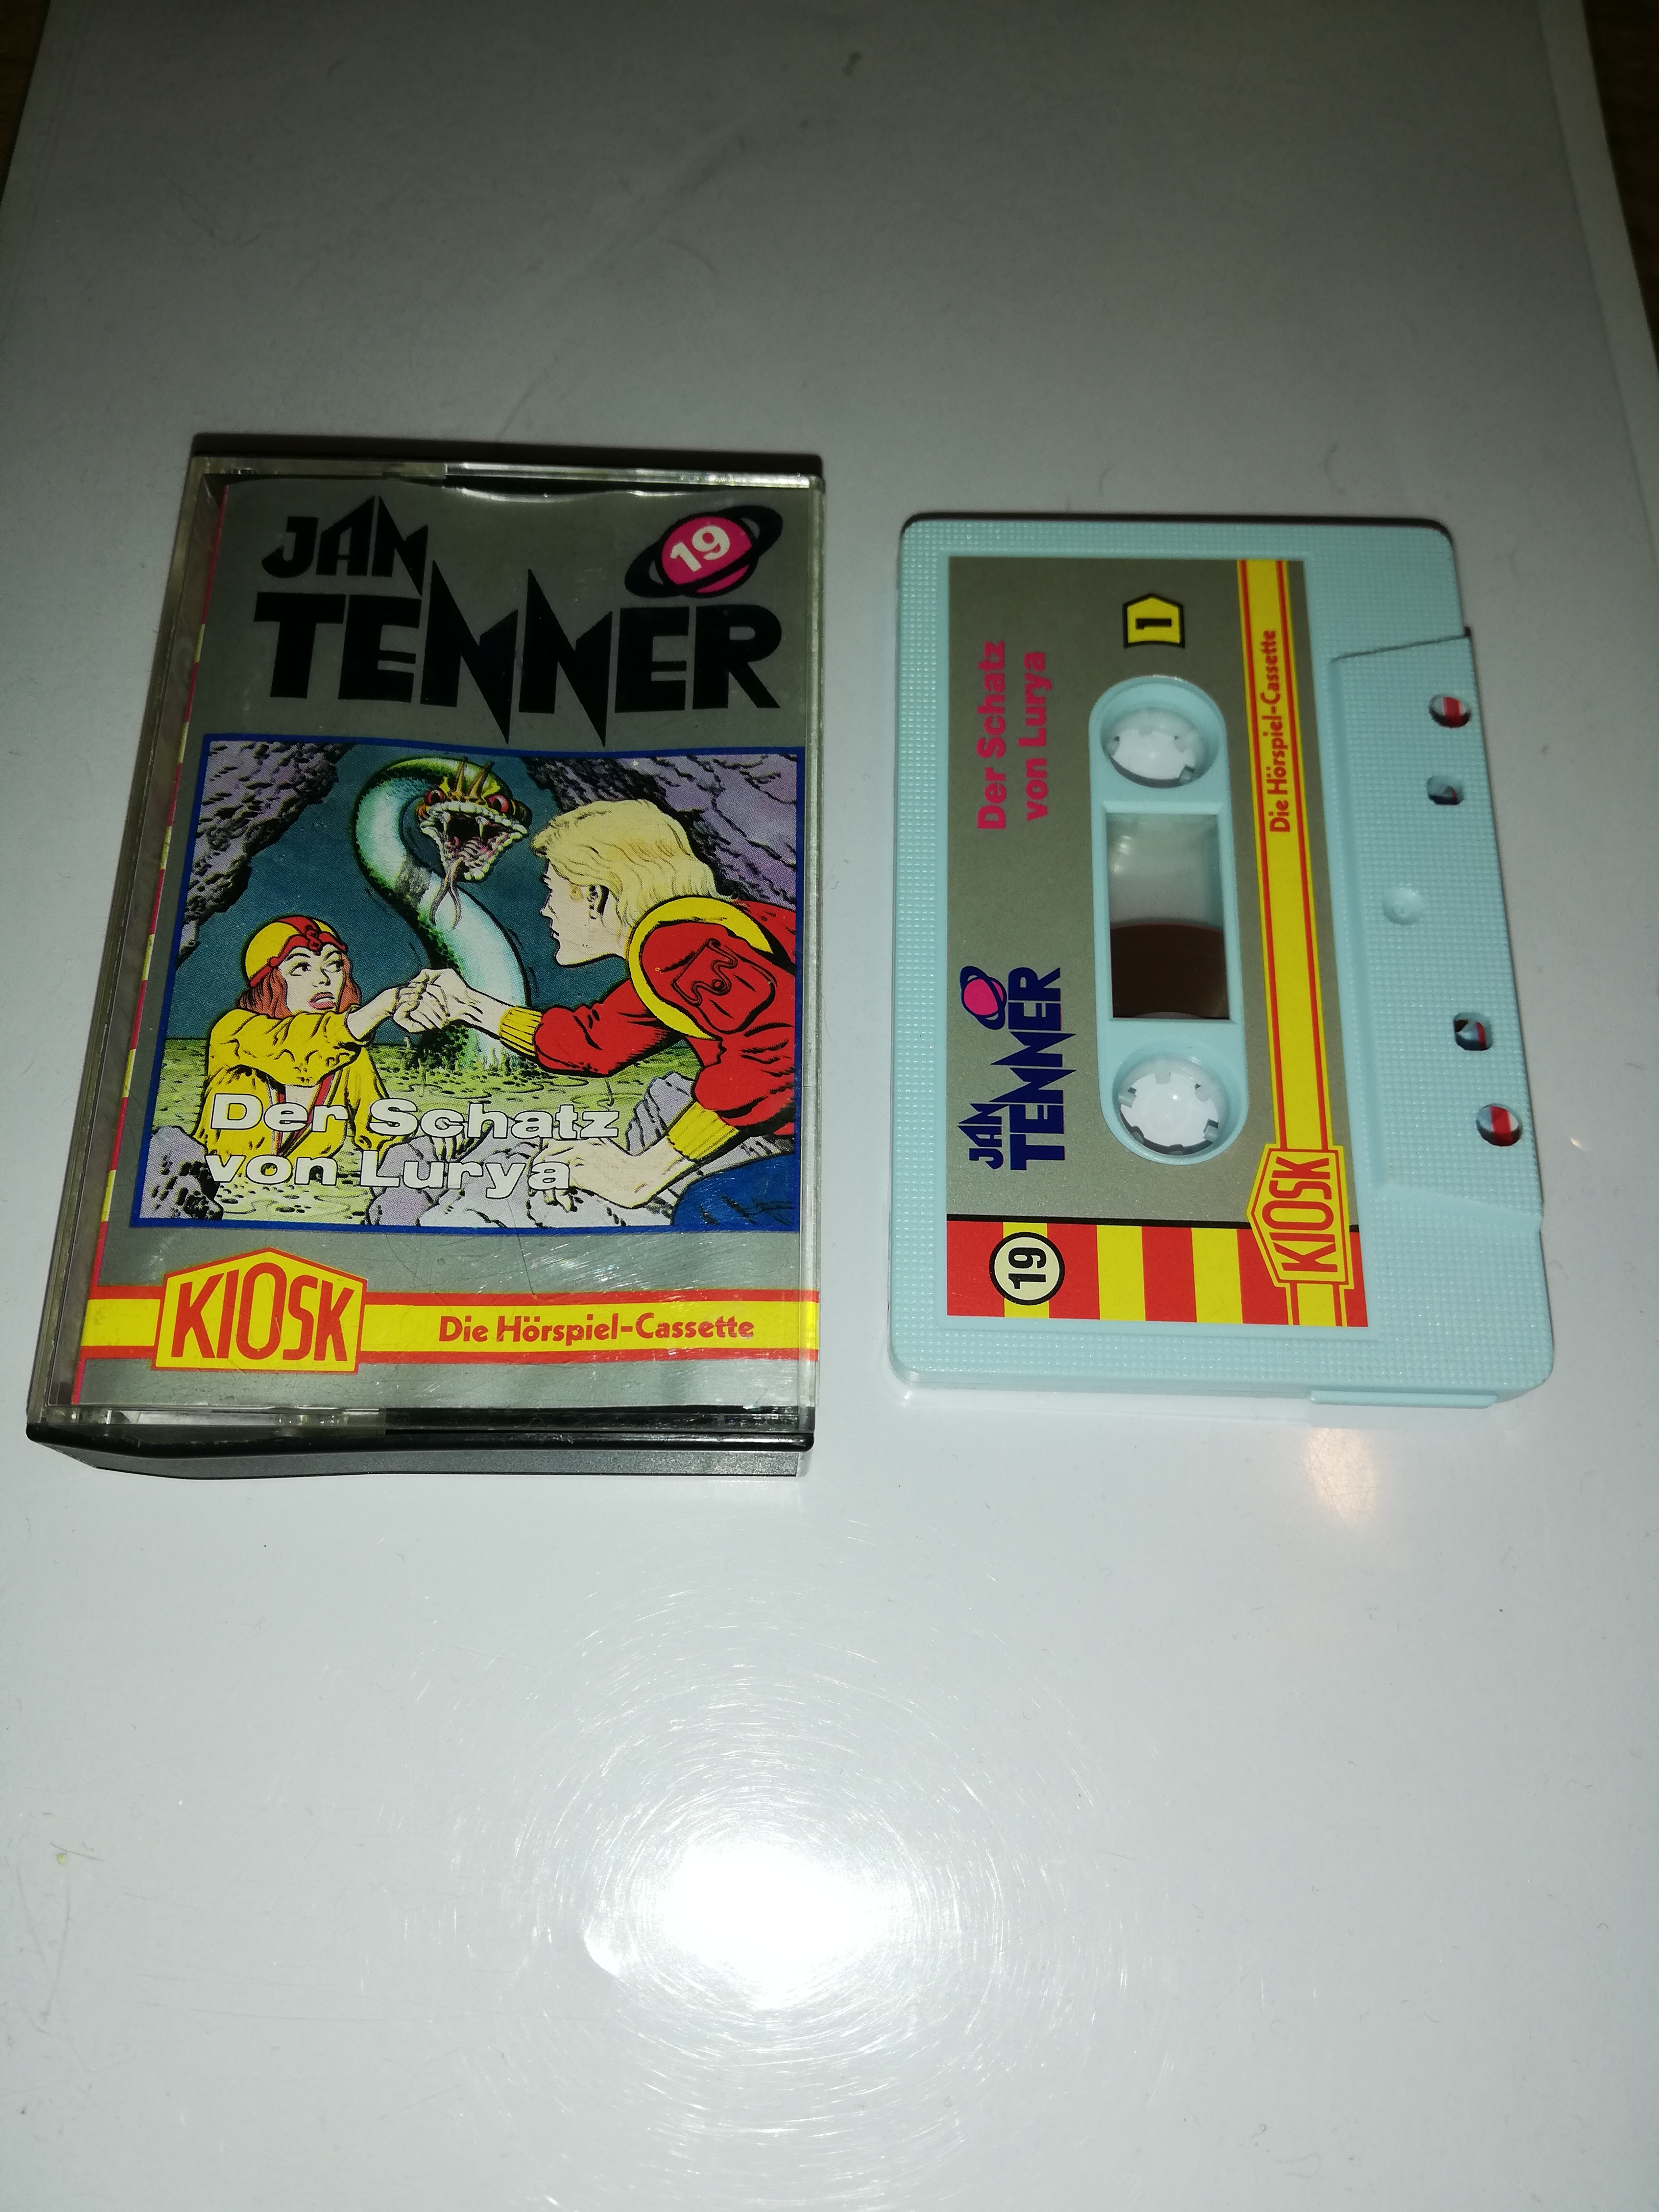 JAN
TENNER
19
Der Schatz
von Lurya
KIOSK
Die Hörspiel-Cassette
Der Schatz
von Lurya
1
JAN
TENNER
Die Hörspiel-Cassette
KIOSK
19